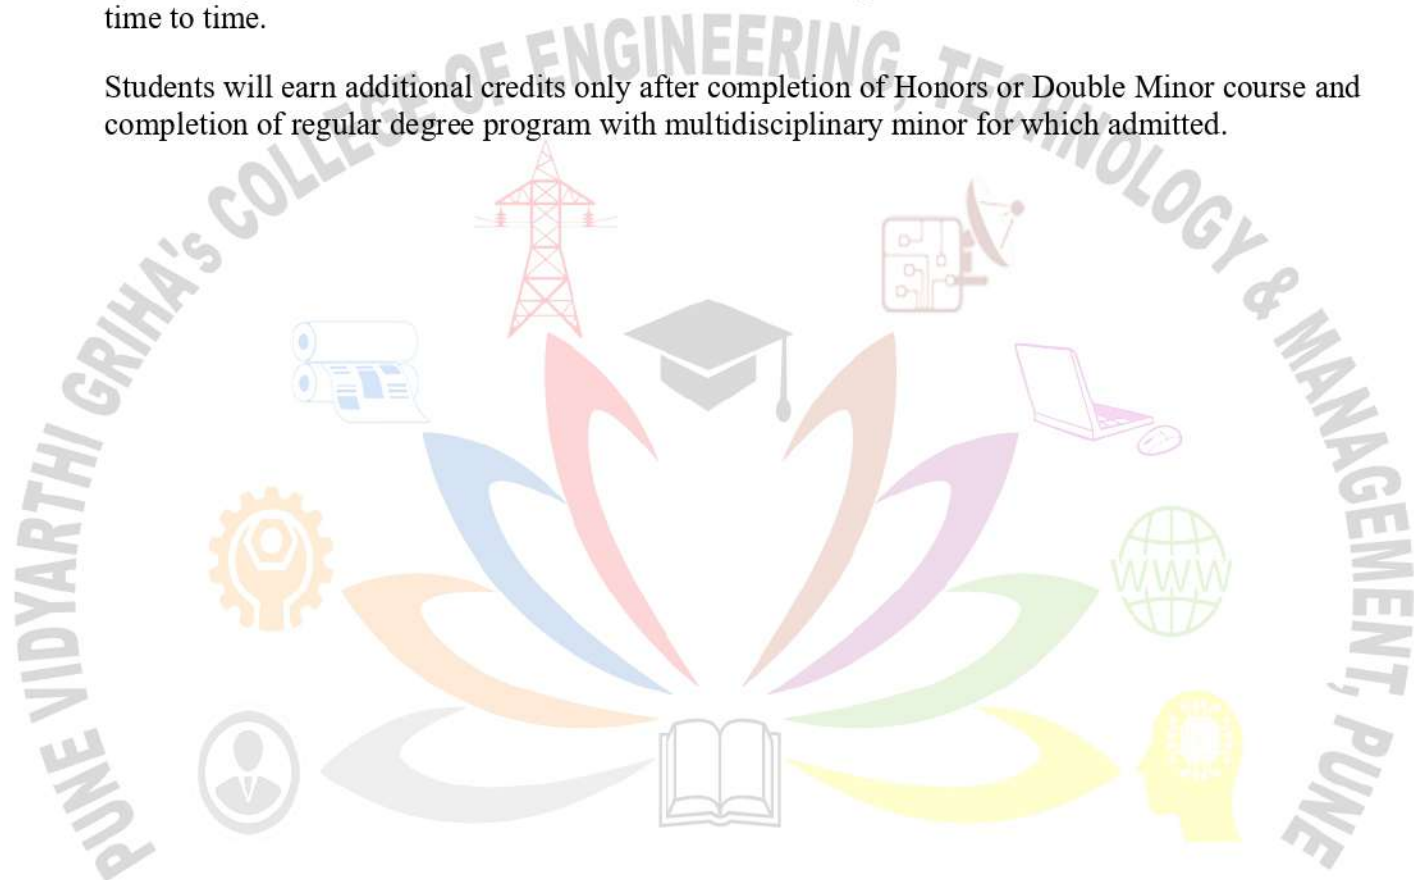 time to time.
Students will earn additional credits only after completion of Honors or Double Minor course and
completion of regular degree program with multidisciplinary minor for which admitted.
PUNE VIDYARTHI GRIHA's COLLEGE OF ENGINEERING, TECHNOLOGY & MANAGEMENT, PUNE
WWW